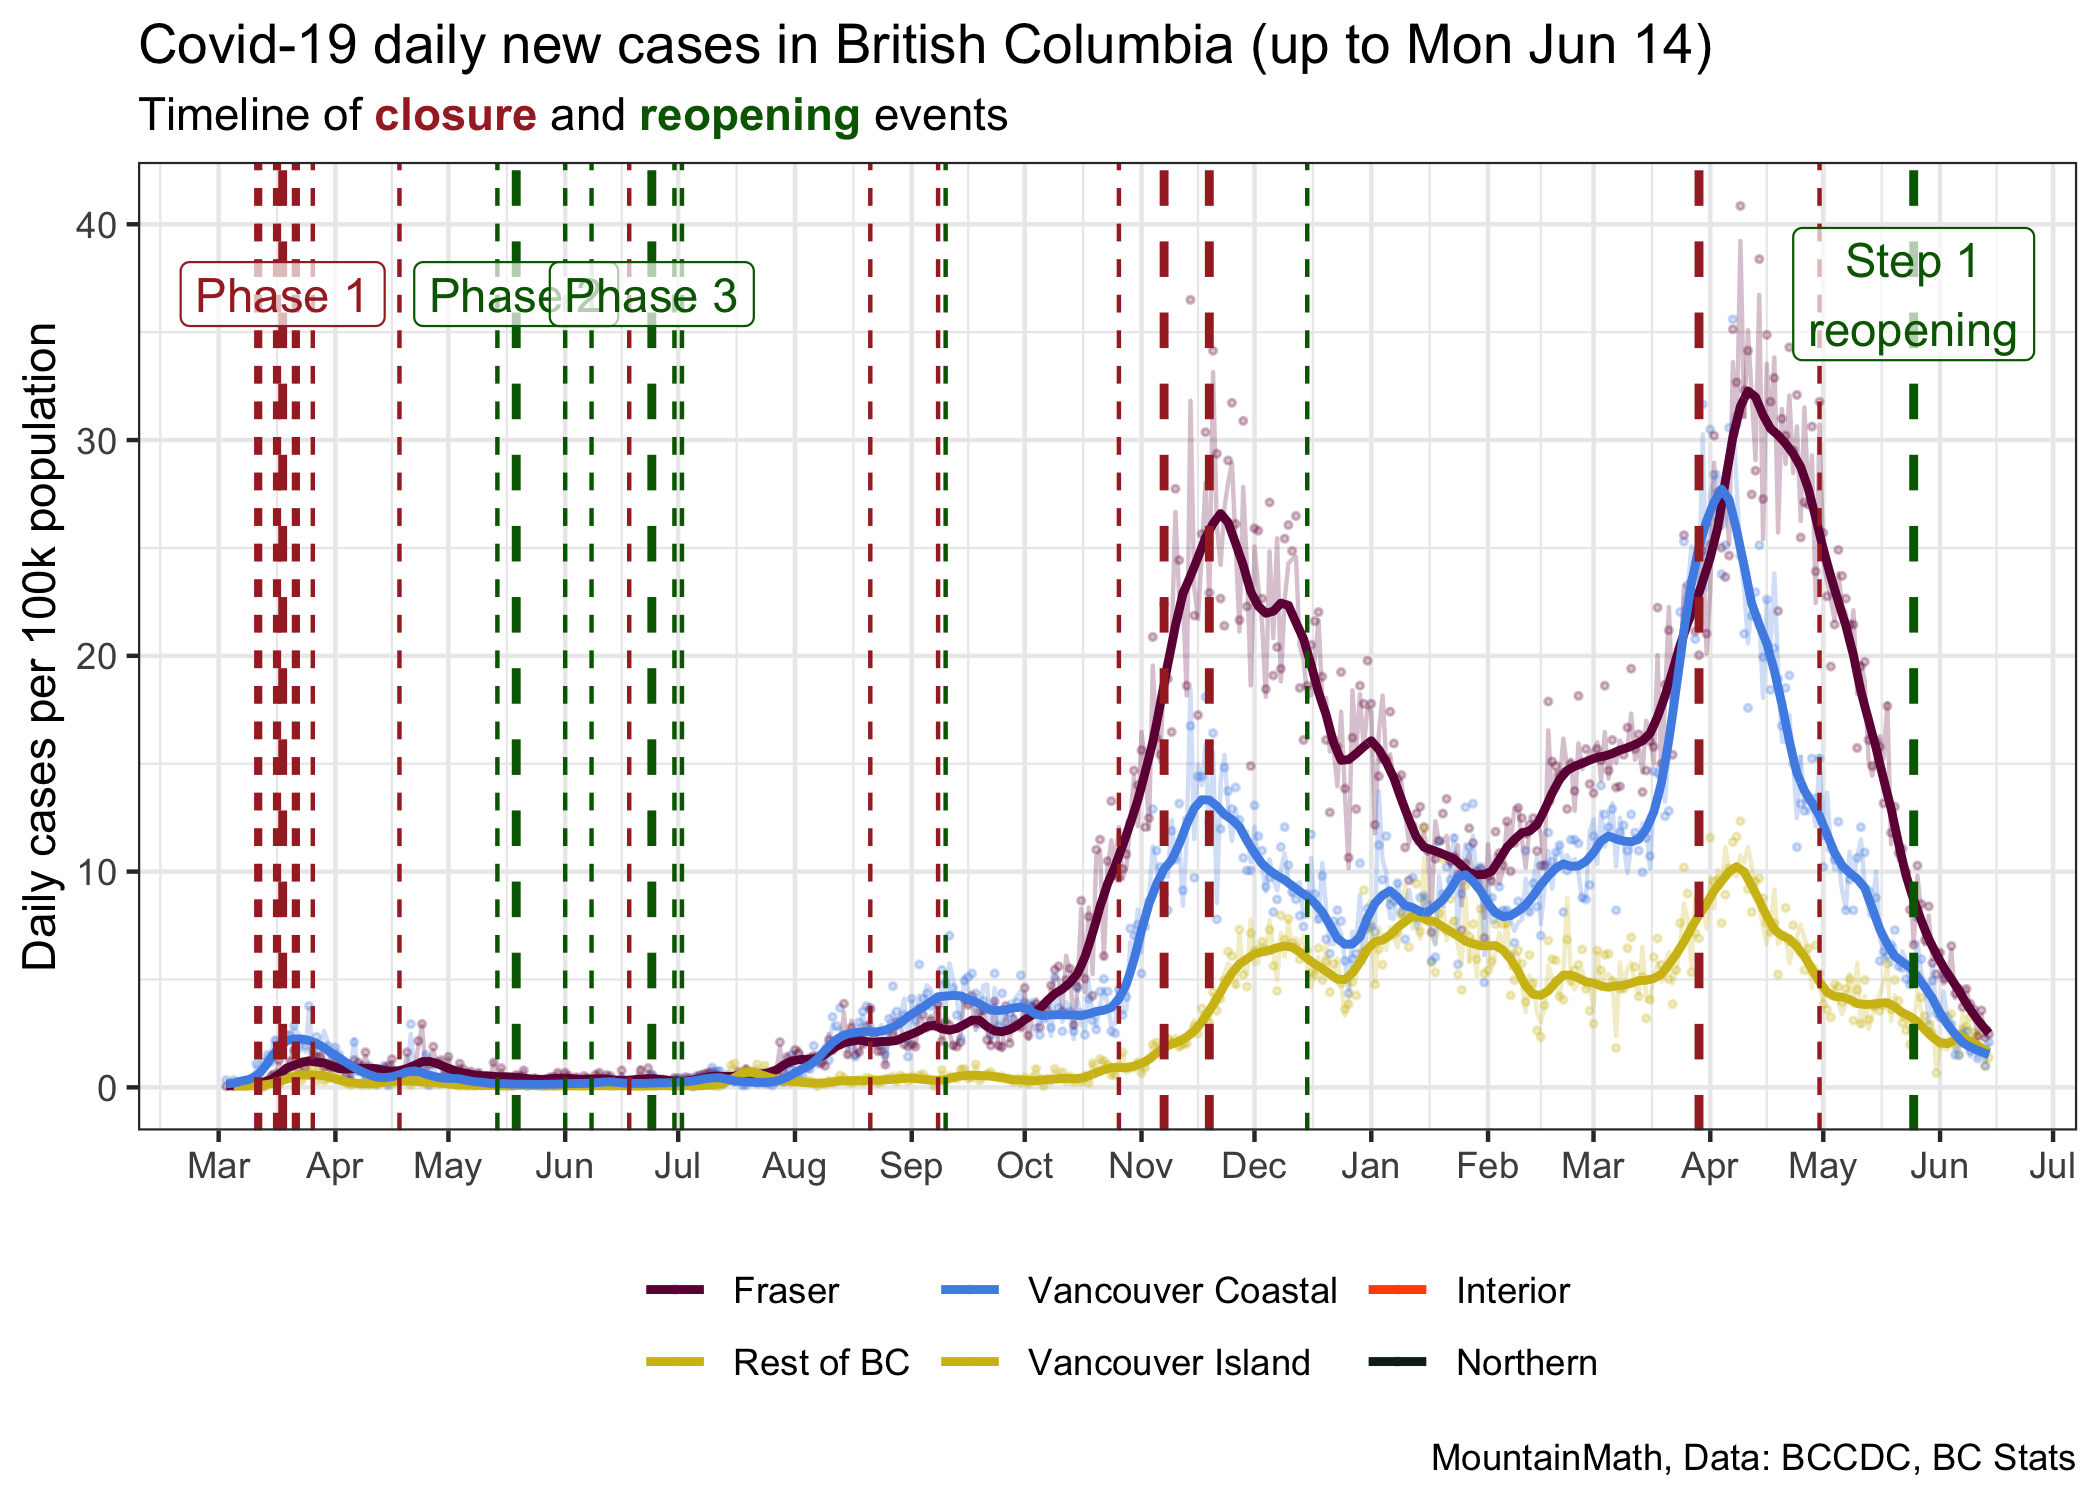 Covid-19 daily new cases in British Columbia (up to Mon Jun 14)
Timeline of closure and reopening events
Daily cases per 100k population
40
30
20
10
0
Phase 1
Phase 2
Phase 3
Step 1
reopening
Mar Apr May Jun Jul Aug Sep Oct Nov Dec Jan Feb Mar Apr May Jun Jul
Fraser Vancouver Coastal Interior
Rest of BC Vancouver Island Northern
MountainMath, Data: BCCDC, BC Stats